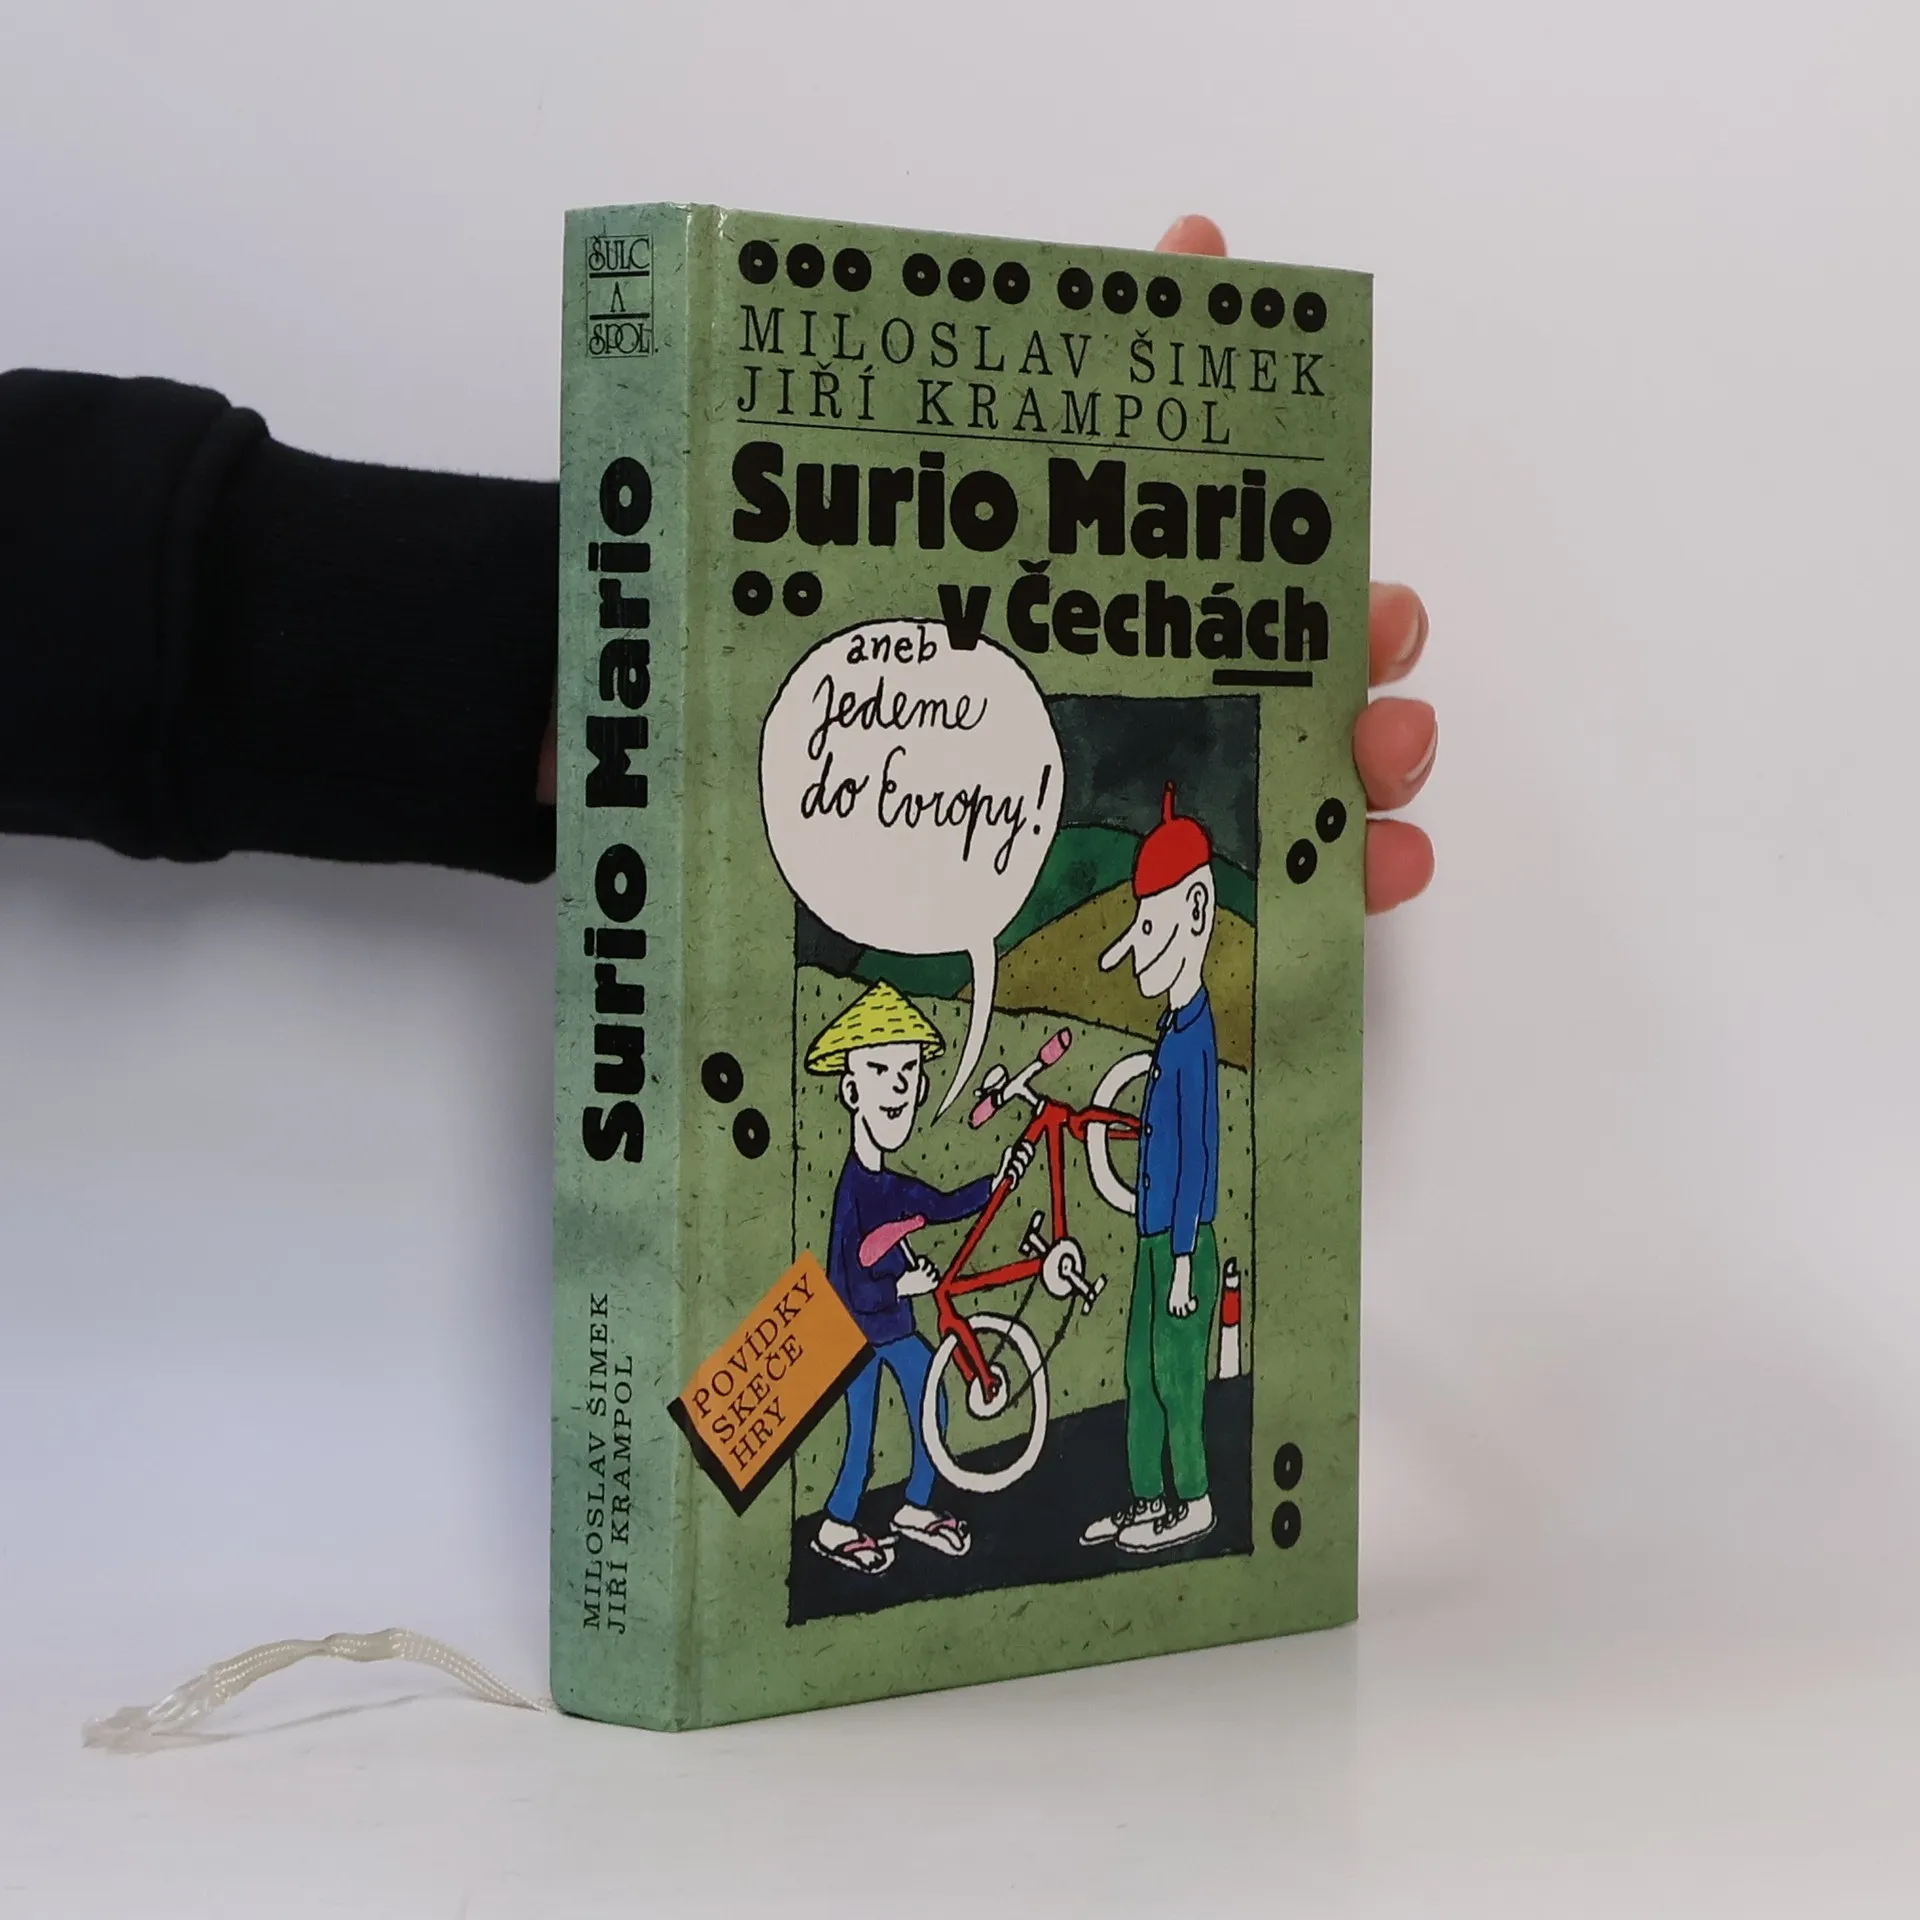 ŠULC
A
SPOL.
Surio Mario
MILOSLAV ŠIMEK
JIŘÍ KRAMPOL
MILOSLAV ŠIMEK
JIŘÍ KRAMPOL
Surio Mario
v Čechách
aneb
Jedeme
do Evropy!
POVÍDKY
SKEČE
HRY